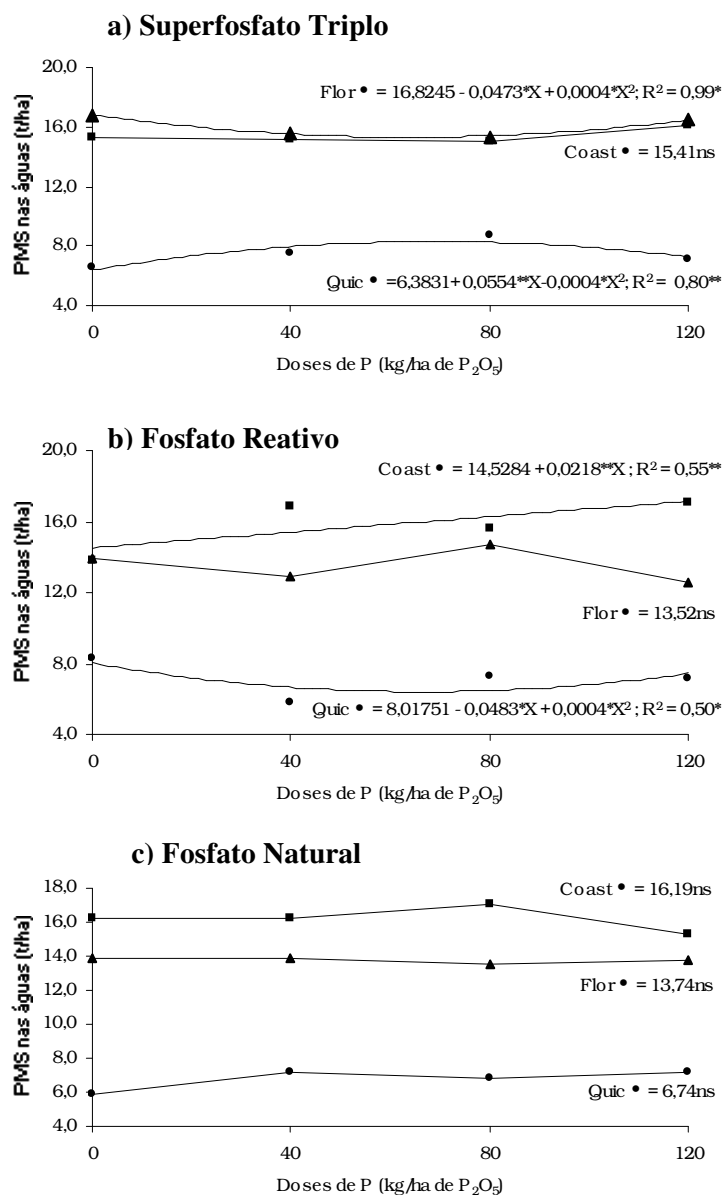 a) Superfosfato Triplo
20,0
16,0
12,0
8,0
4,0
PMS nas águas (t/ha)
Flor • = 16,8245 - 0,0473*X + 0,0004*X²; R² = 0,99*
Coast • = 15,41ns
Quic • =6,3831+0,0554**X-0,0004*X²; R² = 0,80**
0 40 80 120
Doses de P (kg/ha de P₂O₅)
b) Fosfato Reativo
20,0
16,0
12,0
8,0
4,0
PMS nas águas (t/ha)
Coast • = 14,5284 +0,0218**X ; R² = 0,55**
Flor • = 13,52ns
Quic • = 8,01751 - 0,0483*X + 0,0004*X² ; R² = 0,50*
0 40 80 120
Doses de P (kg/ha de P₂O₅)
c) Fosfato Natural
18,0
16,0
14,0
12,0
10,0
8,0
6,0
4,0
PMS nas águas (t/ha)
Coast • = 16,19ns
Flor • = 13,74ns
Quic • = 6,74ns
0 40 80 120
Doses de P (kg/ha de P₂O₅)